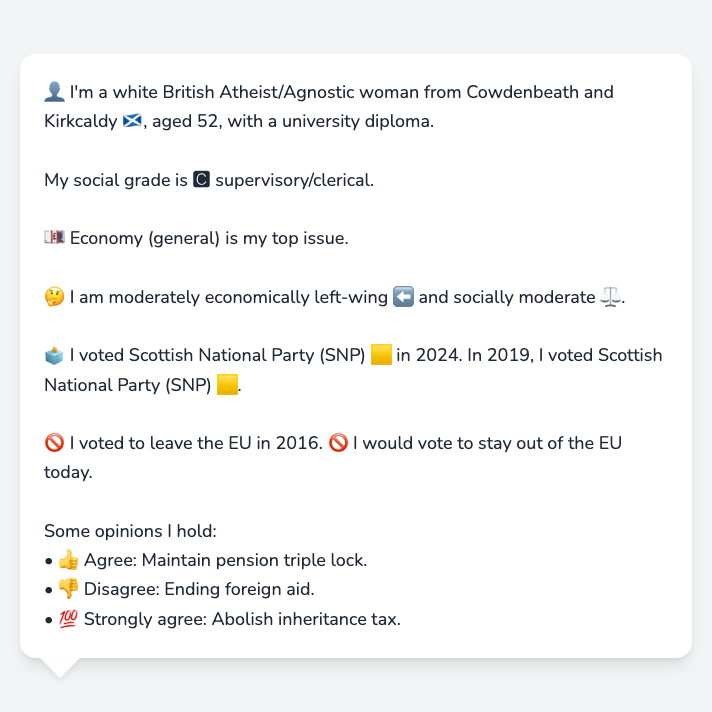 👤 I'm a white British Atheist/Agnostic woman from Cowdenbeath and
Kirkcaldy 🏴󠁧󠁢󠁳󠁣󠁴󠁿, aged 52, with a university diploma.
My social grade is 🅲 supervisory/clerical.
💷 Economy (general) is my top issue.
🤔 I am moderately economically left-wing ⬅️ and socially moderate ⚖️.
🗳️ I voted Scottish National Party (SNP) 🟨 in 2024. In 2019, I voted Scottish
National Party (SNP) 🟨.
🚫 I voted to leave the EU in 2016. 🚫 I would vote to stay out of the EU
today.
Some opinions I hold:
• 👍 Agree: Maintain pension triple lock.
• 👎 Disagree: Ending foreign aid.
• 💯 Strongly agree: Abolish inheritance tax.